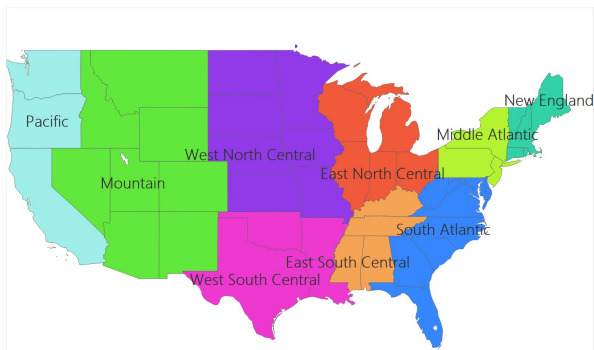 New England
Pacific
Middle Atlantic
West North Central
East North Central
Mountain
South Atlantic
East South Central
West South Central